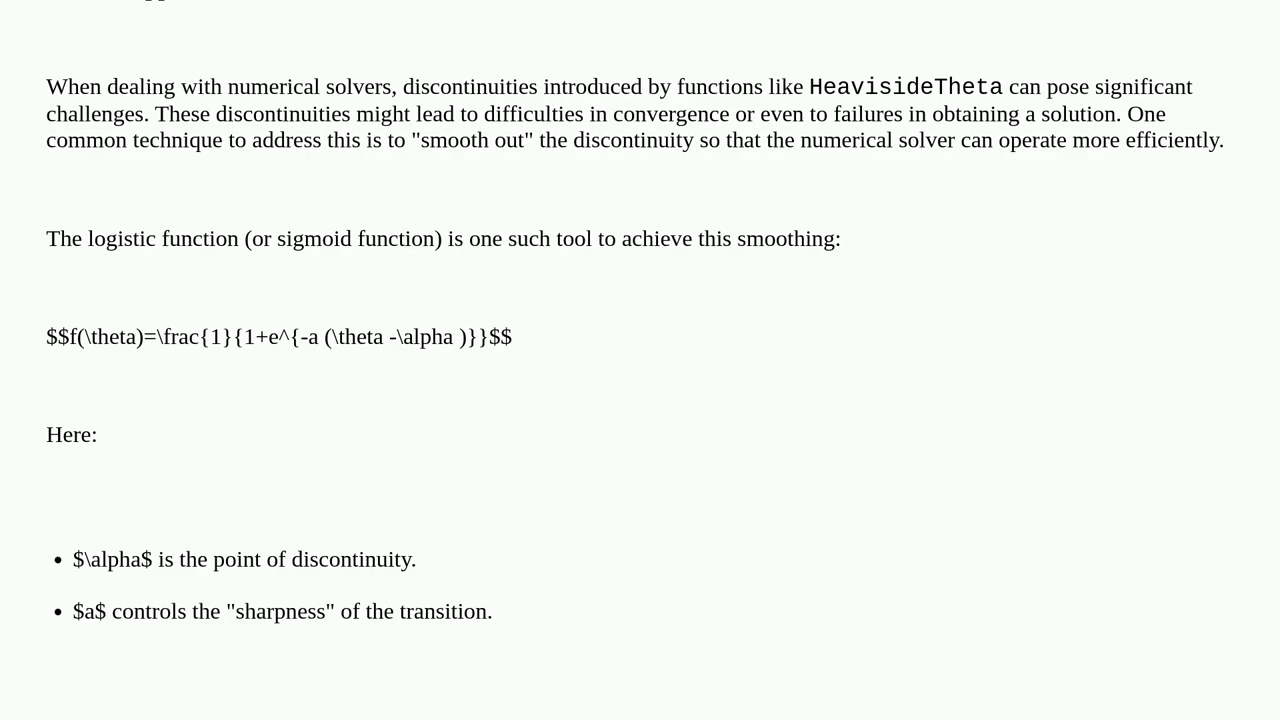 When dealing with numerical solvers, discontinuities introduced by functions like HeavisideTheta can pose significant
challenges. These discontinuities might lead to difficulties in convergence or even to failures in obtaining a solution. One
common technique to address this is to "smooth out" the discontinuity so that the numerical solver can operate more efficiently.
The logistic function (or sigmoid function) is one such tool to achieve this smoothing:
$$f(\theta)=\frac{1}{1+e^{-a (\theta -\alpha )}}$$
Here:
• $\alpha$ is the point of discontinuity.
• $a$ controls the "sharpness" of the transition.